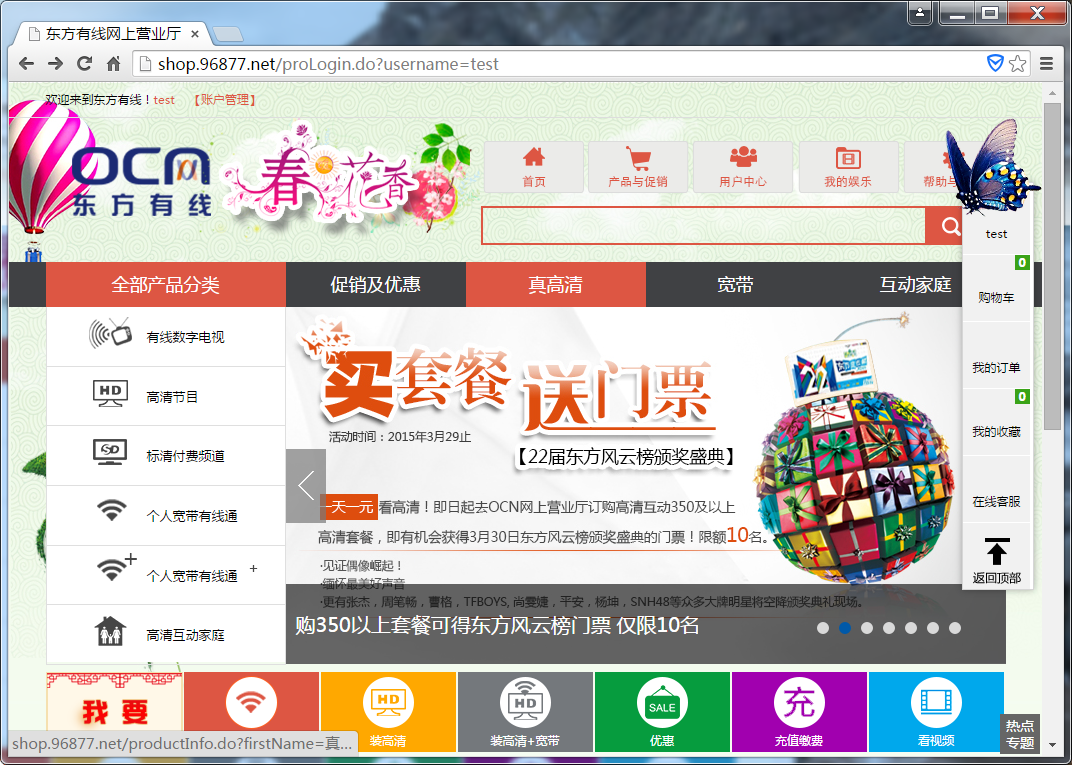 东方有线网上营业厅
shop.96877.net/proLogin.do?username=test
欢迎来到东方有线！test 【账户管理】
OCN
东方有线
春暖花香
首页
产品与促销
用户中心
我的娱乐
帮助与
test
全部产品分类
促销及优惠
真高清
宽带
互动家庭
0
购物车
我的订单
0
我的收藏
在线客服
返回顶部
有线数字电视
HD
高清节目
SD
标清付费频道
个人宽带有线通
个人宽带有线通+
高清互动家庭
买套餐送门票
活动时间：2015年3月29止
【22届东方风云榜颁奖盛典】
一天一元看高清！即日起去OCN网上营业厅订购高清互动350及以上
高清套餐，即有机会获得3月30日东方风云榜颁奖盛典的门票！限额10名。
·见证偶像崛起！
·缅怀最美好声音
·更有张杰，周笔畅，曹格，TFBOYS, 尚雯婕，平安，杨坤，SNH48等众多大牌明星将空降颁奖典礼现场。
购350以上套餐可得东方风云榜门票 仅限10名
22
我要
HD
装高清
HD
装高清+宽带
SALE
优惠
充
充值缴费
看视频
热点
专题
shop.96877.net/productInfo.do?firstName=真...